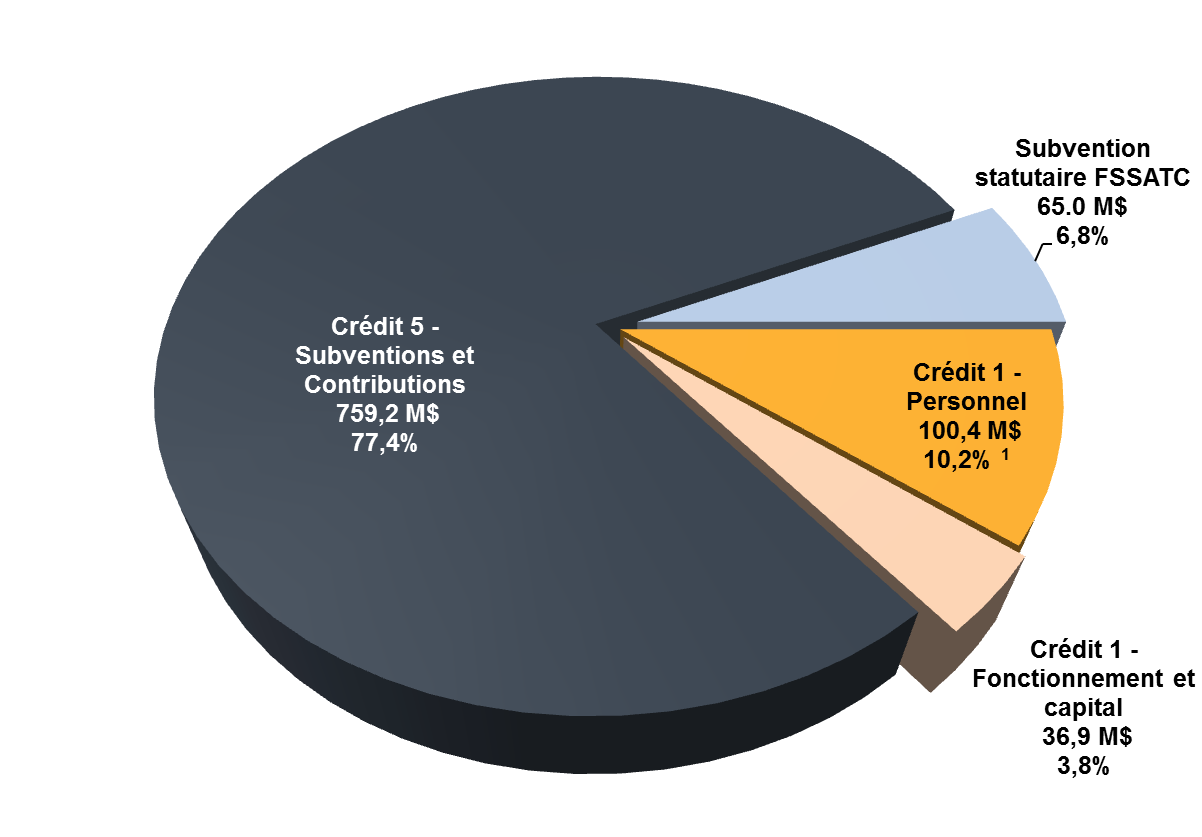 Subvention
statutaire FSSATC
65.0 M$
6,8%
Crédit 5 -
Subventions et
Contributions
759,2 M$
77,4%
Crédit 1 -
Personnel
100,4 M$
10,2% 1
Crédit 1 -
Fonctionnement et
capital
36,9 M$
3,8%